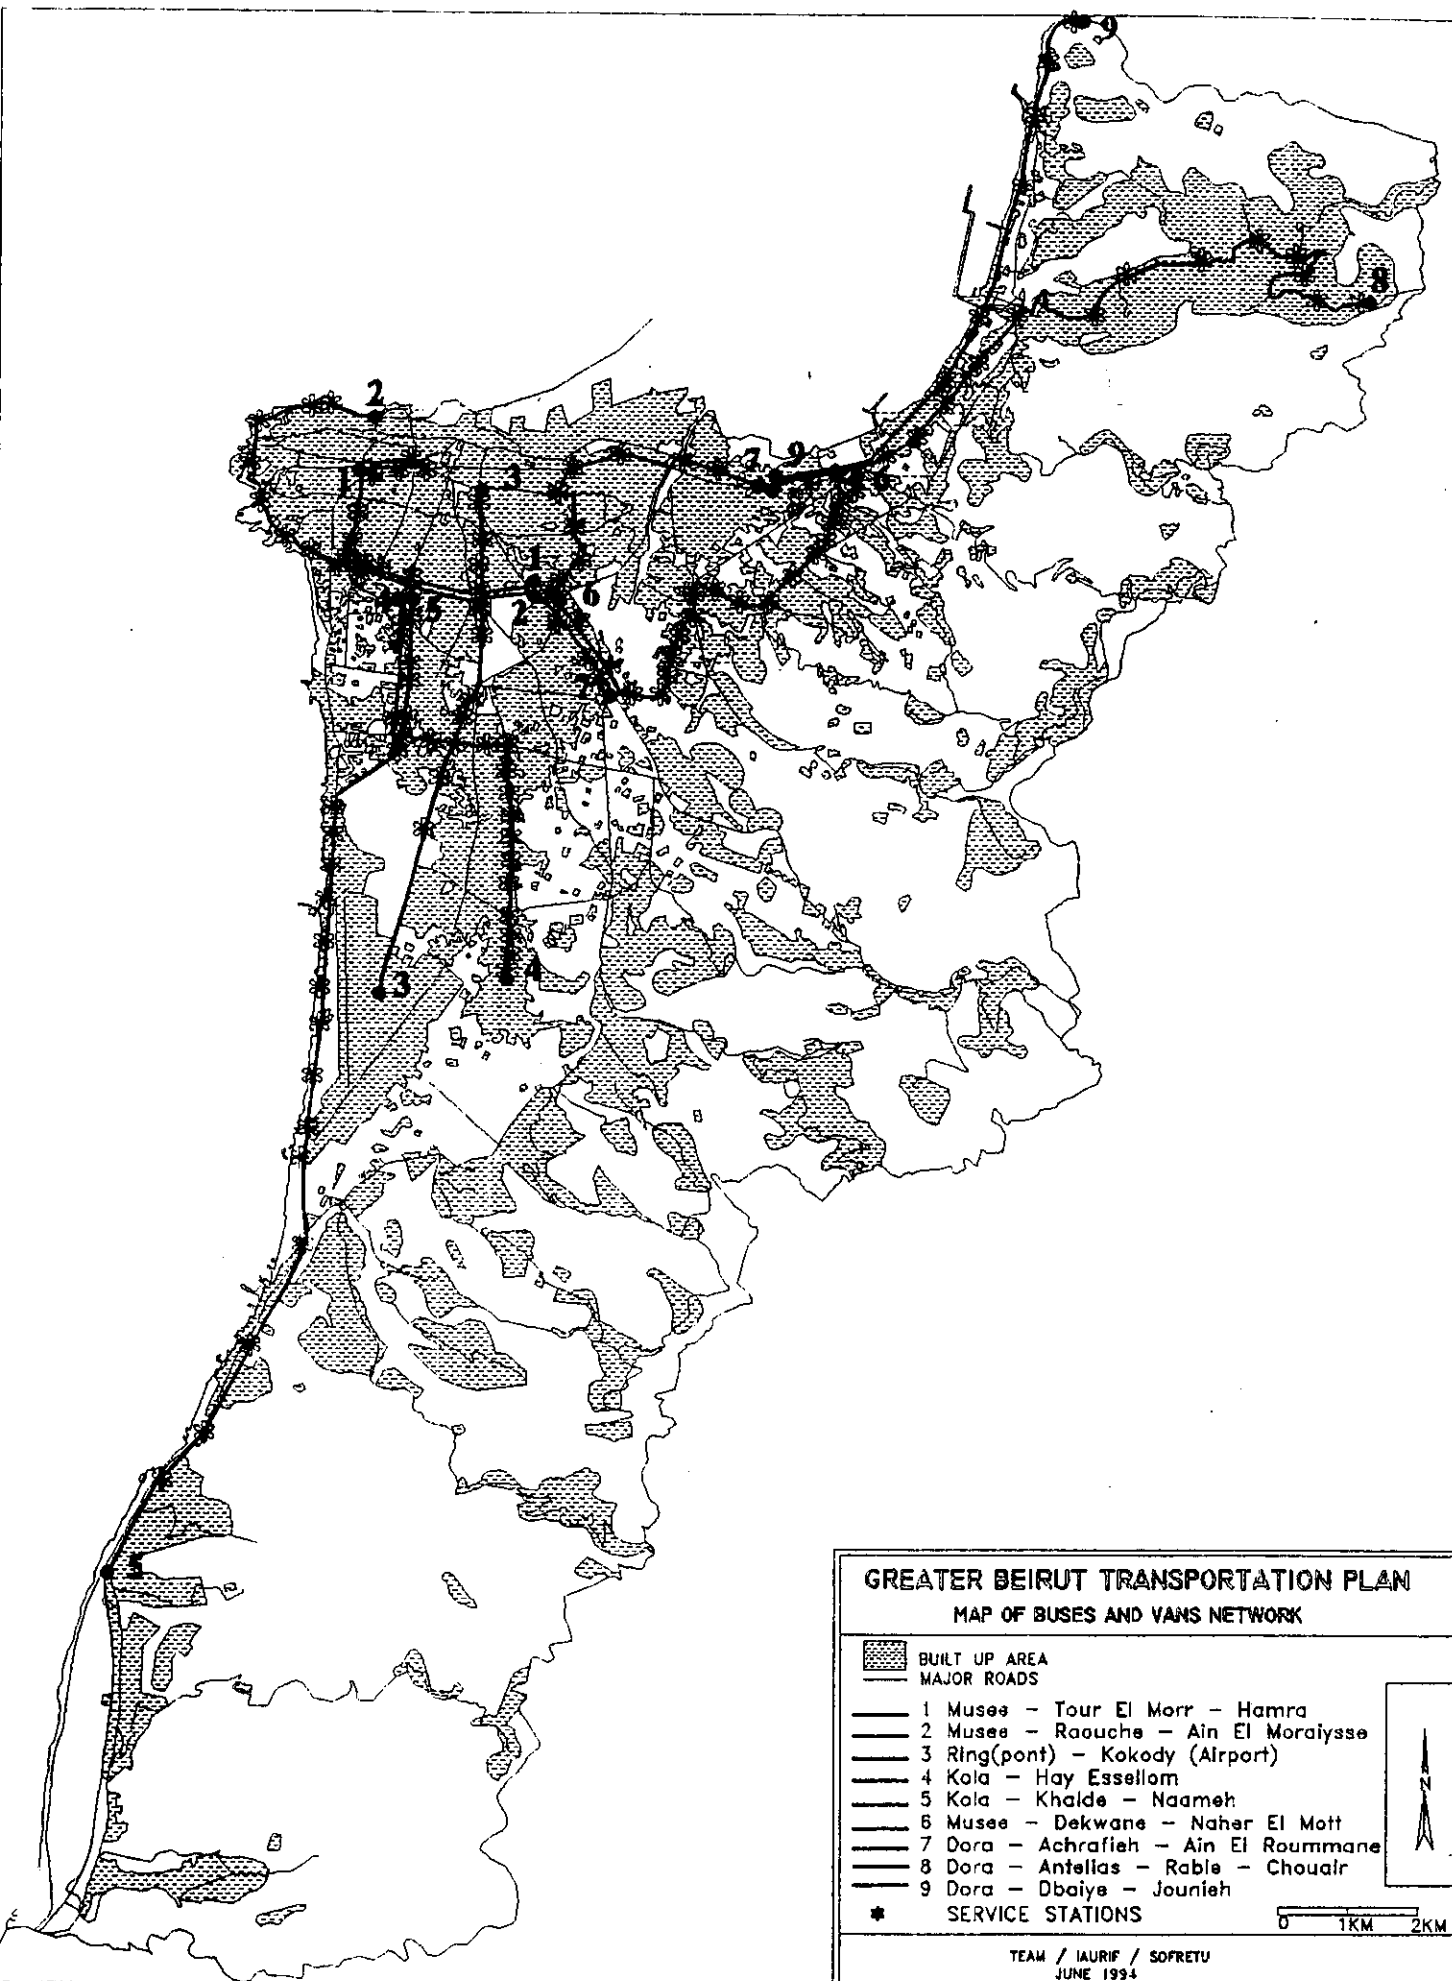 9
8
2
7
9
1
3
6
1
2
6
4
5
7
3
4
5
GREATER BEIRUT TRANSPORTATION PLAN
MAP OF BUSES AND VANS NETWORK
BUILT UP AREA
MAJOR ROADS
1 Musee - Tour El Morr - Hamra
2 Musee - Raouche - Ain El Moraiysse
3 Ring(pont) - Kokody (Airport)
4 Kola - Hay Essellom
5 Kola - Khalde - Naameh
6 Musee - Dekwane - Naher El Mott
7 Dora - Achrafieh - Ain El Roummane
8 Dora - Antelias - Rabie - Chouair
9 Dora - Dbaiye - Jounieh
* SERVICE STATIONS
N
0 1KM 2KM
TEAM / IAURIF / SOFRETU
JUNE 1994